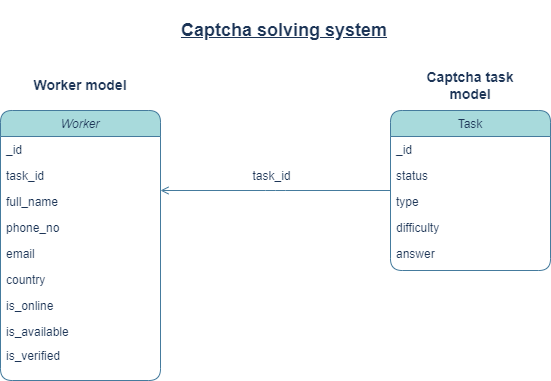 Captcha solving system
Worker model
Captcha task
model
Worker
_id
task_id
full_name
phone_no
email
country
is_online
is_available
is_verified
task_id
Task
_id
status
type
difficulty
answer